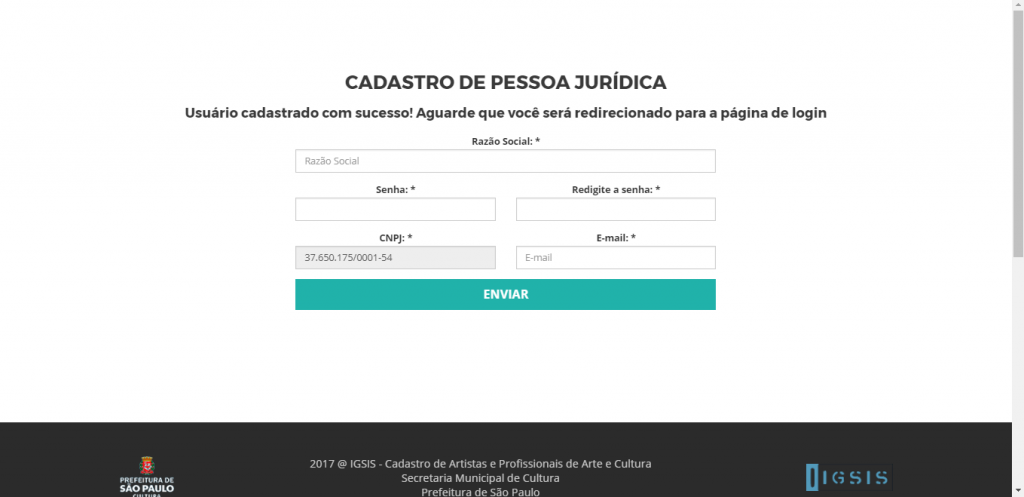 CADASTRO DE PESSOA JURÍDICA
Usuário cadastrado com sucesso! Aguarde que você será redirecionado para a página de login
Razão Social: *
Razão Social
Senha: * Redigite a senha: *
CNPJ: * E-mail: *
37.650.175/0001-54 E-mail
ENVIAR
PREFEITURA DE
SÃO PAULO
CULTURA
2017 @ IGSIS - Cadastro de Artistas e Profissionais de Arte e Cultura
Secretaria Municipal de Cultura
Prefeitura de São Paulo
IGSIS